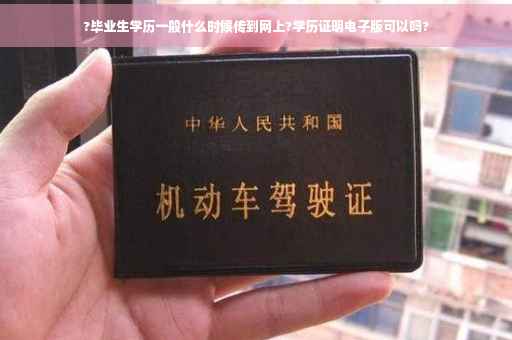 ?毕业生学历一般什么时候传到网上?学历证明电子版可以吗?
中华人民共和国
机动车驾驶证